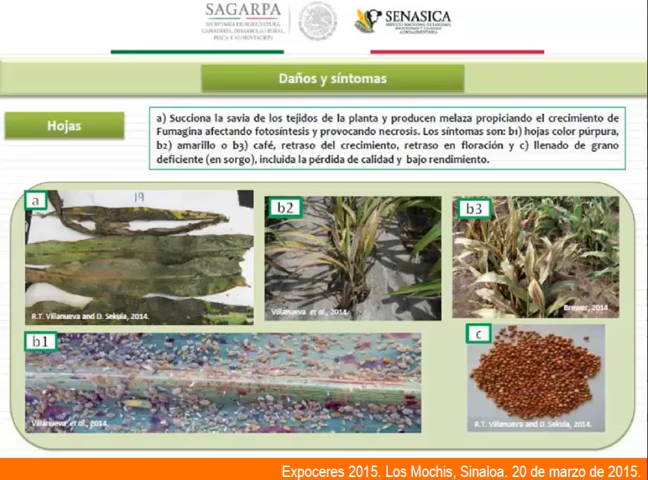 SAGARPA
SECRETARÍA DE AGRICULTURA,
GANADERÍA, DESARROLLO RURAL,
PESCA Y ALIMENTACIÓN
SENASICA
Daños y síntomas
Hojas
a) Succiona la savia de los tejidos de la planta y producen melaza propiciando el crecimiento de
Fumagina afectando fotosíntesis y provocando necrosis. Los síntomas son: b1) hojas color púrpura,
b2) amarillo o b3) café, retraso del crecimiento, retraso en floración y c) llenado de grano
deficiente (en sorgo), incluida la pérdida de calidad y bajo rendimiento.
a
19
R.T. Villanueva and D. Sekula, 2014.
b2
Villanueva et al., 2014.
b3
Brewer, 2014.
b1
Villanueva et al., 2014.
c
R.T. Villanueva and D. Sekula, 2014.
Expoceres 2015. Los Mochis, Sinaloa. 20 de marzo de 2015.